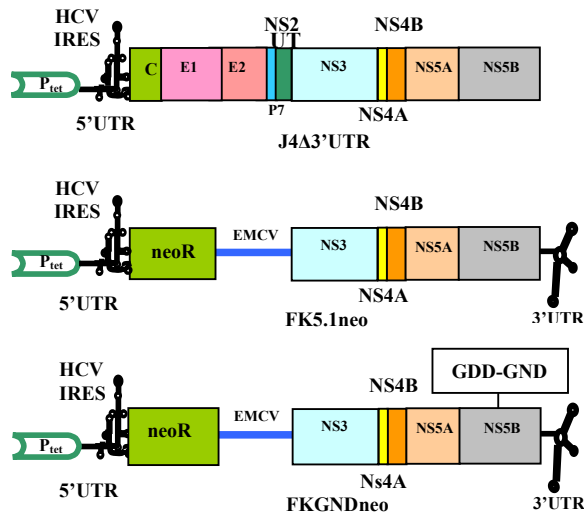 HCV
IRES
NS2
UT
NS4B
Ptet
C
E1
E2
NS3
NS5A
NS5B
P7
NS4A
5'UTR
J4Δ3'UTR
HCV
IRES
NS4B
EMCV
Ptet
neoR
NS3
NS5A
NS5B
NS4A
5'UTR
3'UTR
FK5.1neo
HCV
IRES
NS4B
GDD-GND
EMCV
Ptet
neoR
NS3
NS5A
NS5B
Ns4A
5'UTR
3'UTR
FKGNDneo